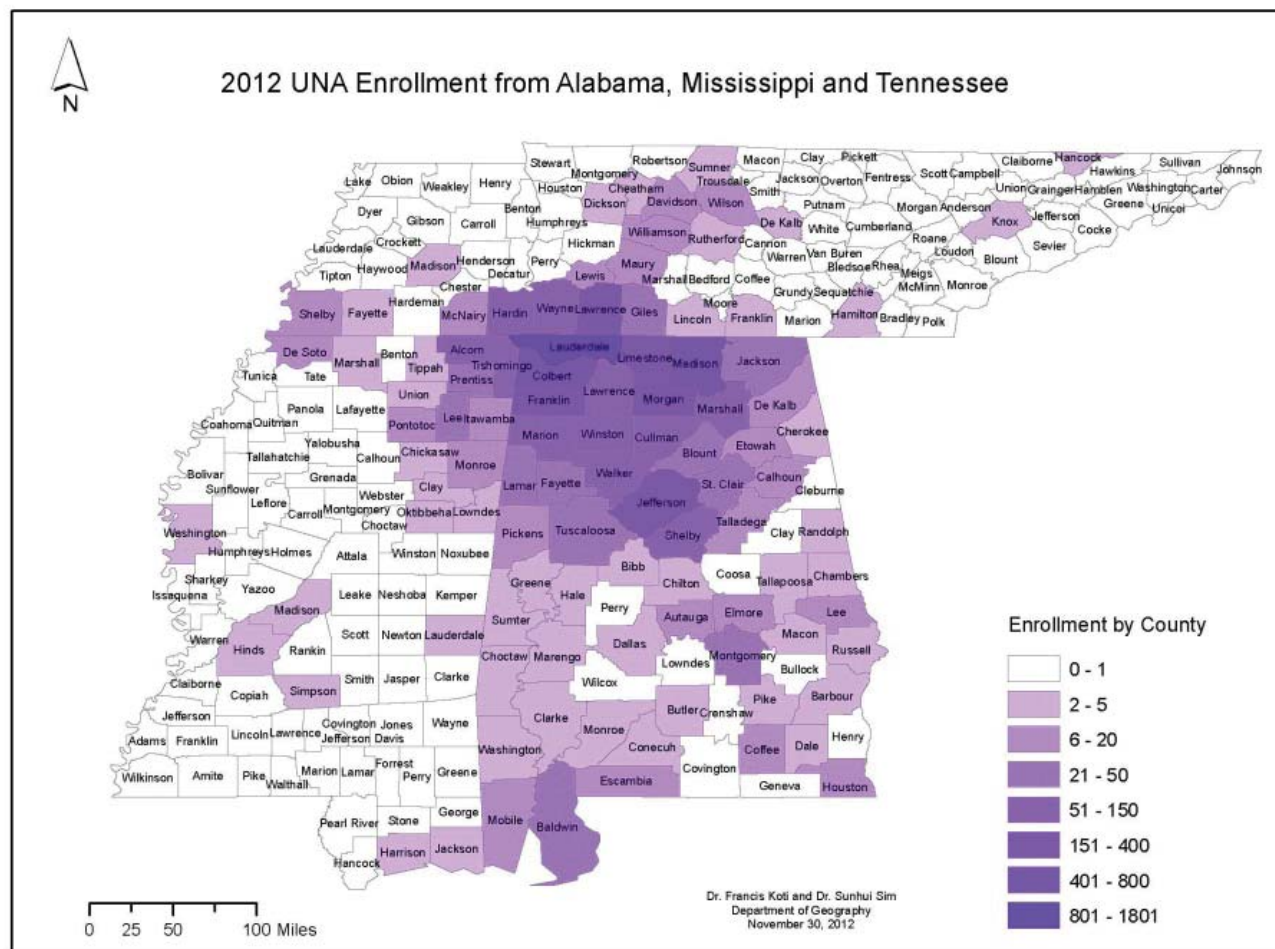 N
2012 UNA Enrollment from Alabama, Mississippi and Tennessee
Stewart
Montgomery
Robertson
Sumner
Macon
Clay
Pickett
Claiborne
Hancock
Sullivan
Johnson
Lake
Obion
Weakley
Henry
Houston
Cheatham
Trousdale
Smith
Jackson
Overton
Fentress
Scott
Campbell
Hawkins
Union
Grainger
Hamblen
Washington
Carter
Dyer
Gibson
Carroll
Benton
Humphreys
Dickson
Davidson
Wilson
Putnam
Morgan
Anderson
Greene
Unicoi
Lauderdale
Crockett
Hickman
Williamson
Rutherford
De Kalb
White
Cumberland
Knox
Jefferson
Cocke
Cannon
Roane
Loudon
Sevier
Tipton
Haywood
Madison
Henderson
Decatur
Perry
Lewis
Maury
Warren
Van Buren
Bledsoe
Rhea
Meigs
Blount
Marshall
Bedford
Coffee
McMinn
Monroe
Chester
Moore
Grundy
Sequatchie
Shelby
Fayette
Hardeman
McNairy
Hardin
Wayne
Lawrence
Giles
Lincoln
Franklin
Marion
Hamilton
Bradley
Polk
De Soto
Marshall
Benton
Tippah
Alcorn
Tishomingo
Prentiss
Lauderdale
Colbert
Limestone
Madison
Jackson
Tunica
Tate
Union
Franklin
Lawrence
Morgan
Marshall
De Kalb
Coahoma
Quitman
Panola
Lafayette
Pontotoc
Lee
Itawamba
Marion
Winston
Cullman
Cherokee
Tallahatchie
Yalobusha
Calhoun
Chickasaw
Monroe
Blount
Etowah
Bolivar
Sunflower
Grenada
Clay
Lamar
Fayette
Walker
St. Clair
Calhoun
Cleburne
Leflore
Carroll
Montgomery
Webster
Choctaw
Oktibbeha
Lowndes
Jefferson
Washington
Humphreys
Holmes
Attala
Winston
Noxubee
Pickens
Tuscaloosa
Shelby
Talladega
Clay
Randolph
Sharkey
Issaquena
Yazoo
Leake
Neshoba
Kemper
Greene
Hale
Bibb
Chilton
Coosa
Tallapoosa
Chambers
Madison
Sumter
Perry
Autauga
Elmore
Lee
Warren
Hinds
Rankin
Scott
Newton
Lauderdale
Choctaw
Marengo
Dallas
Lowndes
Montgomery
Macon
Russell
Bullock
Claiborne
Copiah
Simpson
Smith
Jasper
Clarke
Wilcox
Butler
Crenshaw
Pike
Barbour
Jefferson
Adams
Franklin
Lincoln
Lawrence
Covington
Jefferson Davis
Jones
Wayne
Washington
Clarke
Monroe
Conecuh
Covington
Coffee
Dale
Henry
Wilkinson
Amite
Pike
Walthall
Marion
Lamar
Forrest
Perry
Greene
Escambia
Geneva
Houston
Pearl River
Stone
George
Mobile
Baldwin
Hancock
Harrison
Jackson
Enrollment by County
0 - 1
2 - 5
6 - 20
21 - 50
51 - 150
151 - 400
401 - 800
801 - 1801
0 25 50 100 Miles
Dr. Francis Koti and Dr. Sunhui Sim
Department of Geography
November 30, 2012